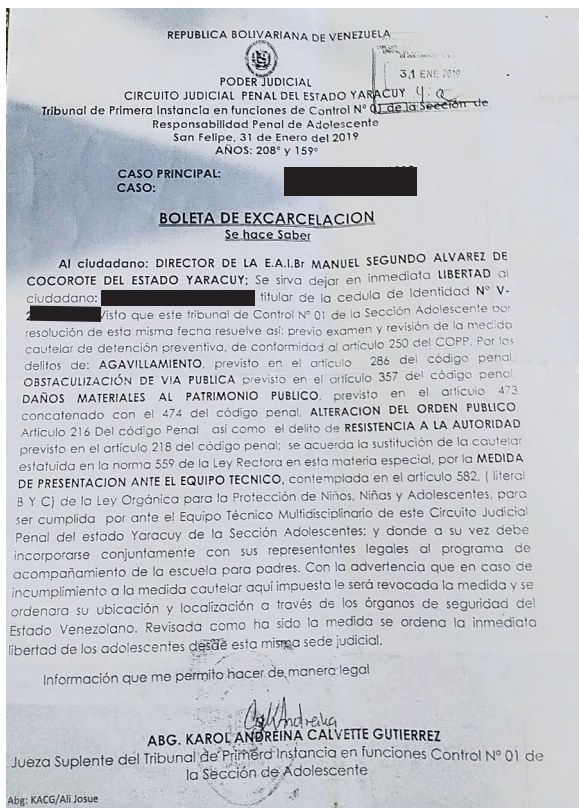 REPUBLICA BOLIVARIANA DE VENEZUELA
31 ENE 2019
PODER JUDICIAL
CIRCUITO JUDICIAL PENAL DEL ESTADO YARACUY
Tribunal de Primera Instancia en funciones de Control Nº 01 de la Sección de
Responsabilidad Penal de Adolescente
San Felipe, 31 de Enero del 2019
AÑOS: 208° y 159°
CASO PRINCIPAL:
CASO:
BOLETA DE EXCARCELACION
Se hace Saber
Al ciudadano: DIRECTOR DE LA E.A.I.Br MANUEL SEGUNDO ALVAREZ DE
COCOROTE DEL ESTADO YARACUY; Se sirva dejar en inmediata LIBERTAD al
ciudadano: titular de la cedula de Identidad Nº V-
Visto que este tribunal de Control Nº 01 de la Sección Adolescente por
resolución de esta misma fecha resuelve así: previo examen y revisión de la medida
cautelar de detención preventiva, de conformidad al artículo 250 del COPP. Por los
delitos de: AGAVILLAMIENTO, previsto en el artículo 286 del código penal,
OBSTACULIZACIÓN DE VIA PUBLICA previsto en el artículo 357 del código penal,
DAÑOS MATERIALES AL PATRIMONIO PUBLICO, previsto en el artículo 473
concatenado con el 474 del código penal, ALTERACION DEL ORDEN PUBLICO,
Articulo 216 Del código Penal así como el delito de RESISTENCIA A LA AUTORIDAD
previsto en el artículo 218 del código penal; se acuerda la sustitución de la cautelar
estatuida en la norma 559 de la Ley Rectora en esta materia especial, por la MEDIDA
DE PRESENTACION ANTE EL EQUIPO TECNICO, contemplada en el artículo 582, ( literal
B Y C) de la Ley Orgánica para la Protección de Niños, Niñas y Adolescentes, para
ser cumplida por ante el Equipo Técnico Multidisciplinario de este Circuito Judicial
Penal del estado Yaracuy de la Sección Adolescentes; y donde a su vez debe
incorporarse conjuntamente con sus representantes legales al programa de
acompañamiento de la escuela para padres. Con la advertencia que en caso de
incumplimiento a la medida cautelar aquí impuesta le será revocada la medida y se
ordenara su ubicación y localización a través de los órganos de seguridad del
Estado Venezolano. Revisada como ha sido la medida se ordena la inmediata
libertad de los adolescentes desde esta misma sede judicial.
Información que me permito hacer de manera legal
ABG. KAROL ANDREINA CALVETTE GUTIERREZ
Jueza Suplente del Tribunal de Primera Instancia en funciones Control Nº 01 de
la Sección de Adolescente
Abg: KACG/Ali Josue